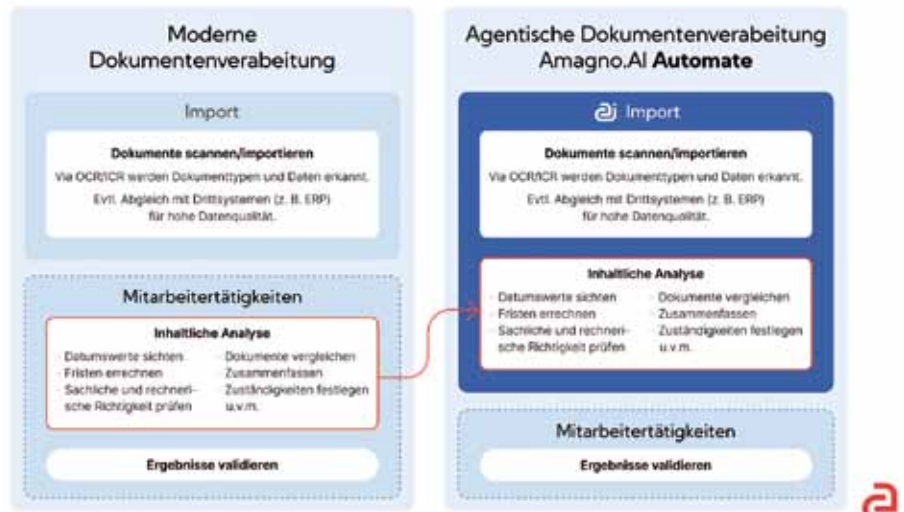 Moderne
Dokumentenverabeitung
Import
Dokumente scannen/importieren
Via OCR/ICR werden Dokumenttypen und Daten erkannt.
Evtl. Abgleich mit Drittsystemen (z. B. ERP)
für hohe Datenqualität.
Mitarbeitertätigkeiten
Inhaltliche Analyse
· Datumswerte sichten
· Fristen errechnen
· Sachliche und rechneri-
sche Richtigkeit prüfen
· Dokumente vergleichen
· Zusammenfassen
· Zuständigkeiten festlegen
u.v.m.
Ergebnisse validieren
Agentische Dokumentenverabeitung
Amagno.AI Automate
Import
Dokumente scannen/importieren
Via OCR/ICR werden Dokumenttypen und Daten erkannt.
Evtl. Abgleich mit Drittsystemen (z. B. ERP)
für hohe Datenqualität.
Inhaltliche Analyse
· Datumswerte sichten
· Fristen errechnen
· Sachliche und rechneri-
sche Richtigkeit prüfen
· Dokumente vergleichen
· Zusammenfassen
· Zuständigkeiten festlegen
u.v.m.
Mitarbeitertätigkeiten
Ergebnisse validieren